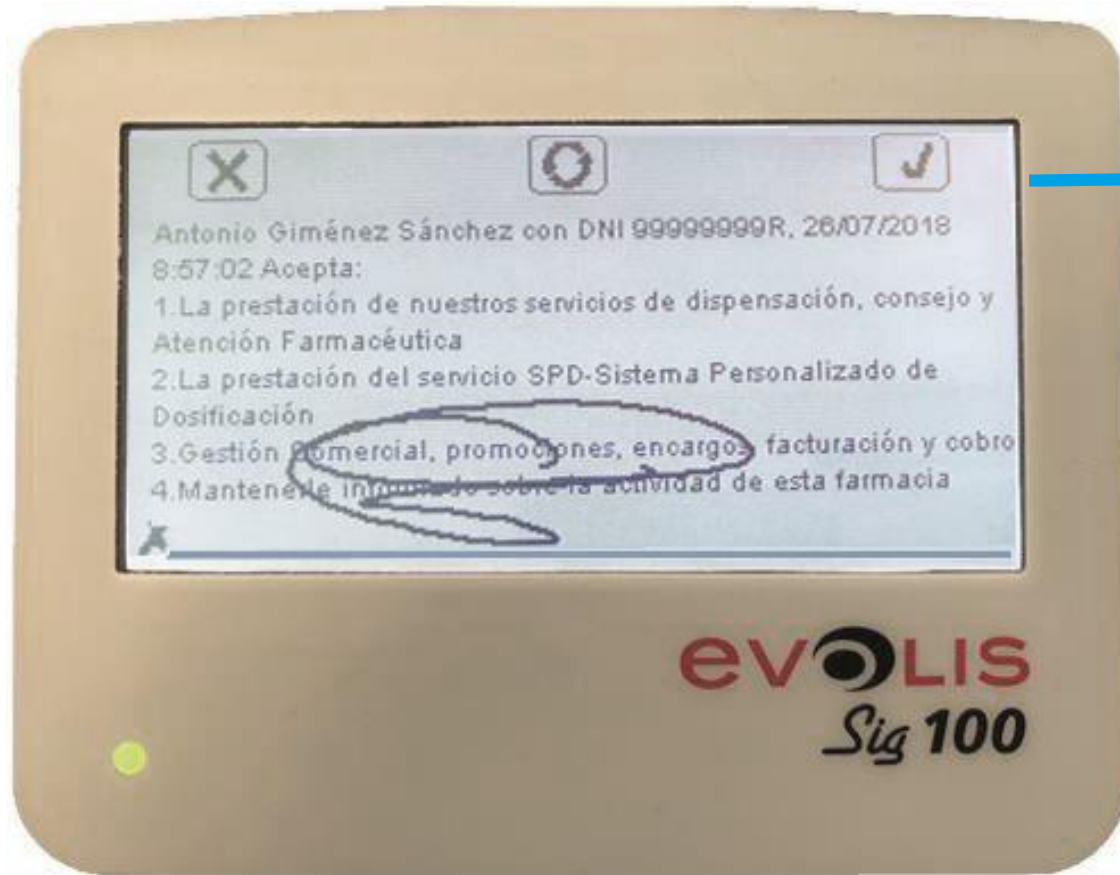 Antonio Giménez Sánchez con DNI 99999999R, 26/07/2018
8:57:02 Acepta:
1.La prestación de nuestros servicios de dispensación, consejo y
Atención Farmacéutica
2.La prestación del servicio SPD-Sistema Personalizado de
Dosificación
3.Gestión Comercial, promociones, encargos, facturación y cobro
4.Mantenerle informado sobre la actividad de esta farmacia
evolis
Sig 100